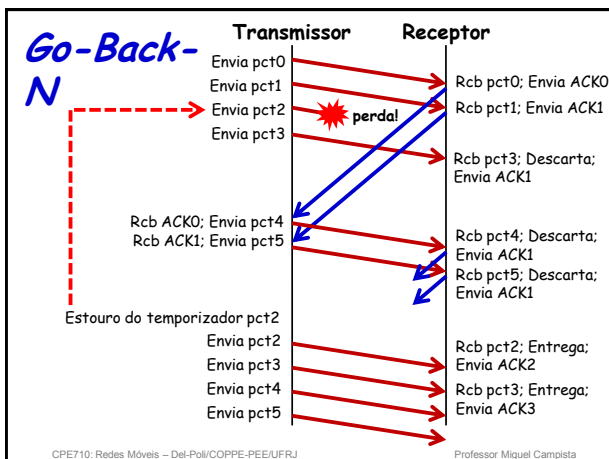 Go-Back-
N
Transmissor
Receptor
Envia pct0
Envia pct1
Envia pct2
Envia pct3
perda!
Rcb pct0; Envia ACK0
Rcb pct1; Envia ACK1
Rcb pct3; Descarta;
Envia ACK1
Rcb ACK0; Envia pct4
Rcb ACK1; Envia pct5
Rcb pct4; Descarta;
Envia ACK1
Rcb pct5; Descarta;
Envia ACK1
Estouro do temporizador pct2
Envia pct2
Envia pct3
Envia pct4
Envia pct5
Rcb pct2; Entrega;
Envia ACK2
Rcb pct3; Entrega;
Envia ACK3
CPE710: Redes Móveis – Del-Poli/COPPE-PEE/UFRJ
Professor Miguel Campista